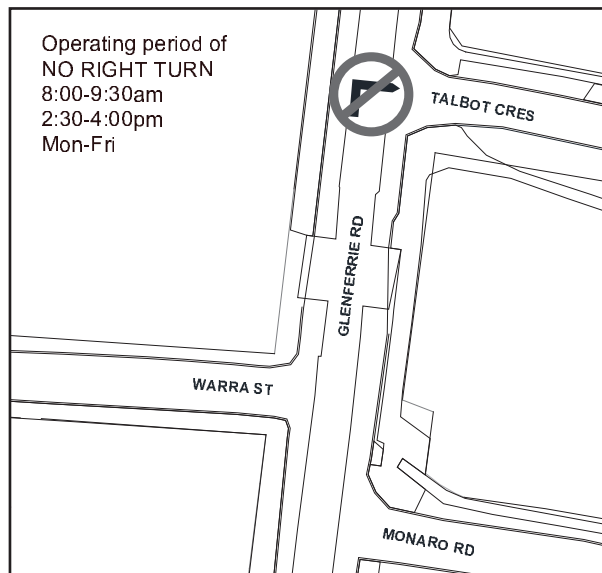 Operating period of
NO RIGHT TURN
8:00-9:30am
2:30-4:00pm
Mon-Fri
TALBOT CRES
GLENFERRIE RD
WARRA ST
MONARO RD